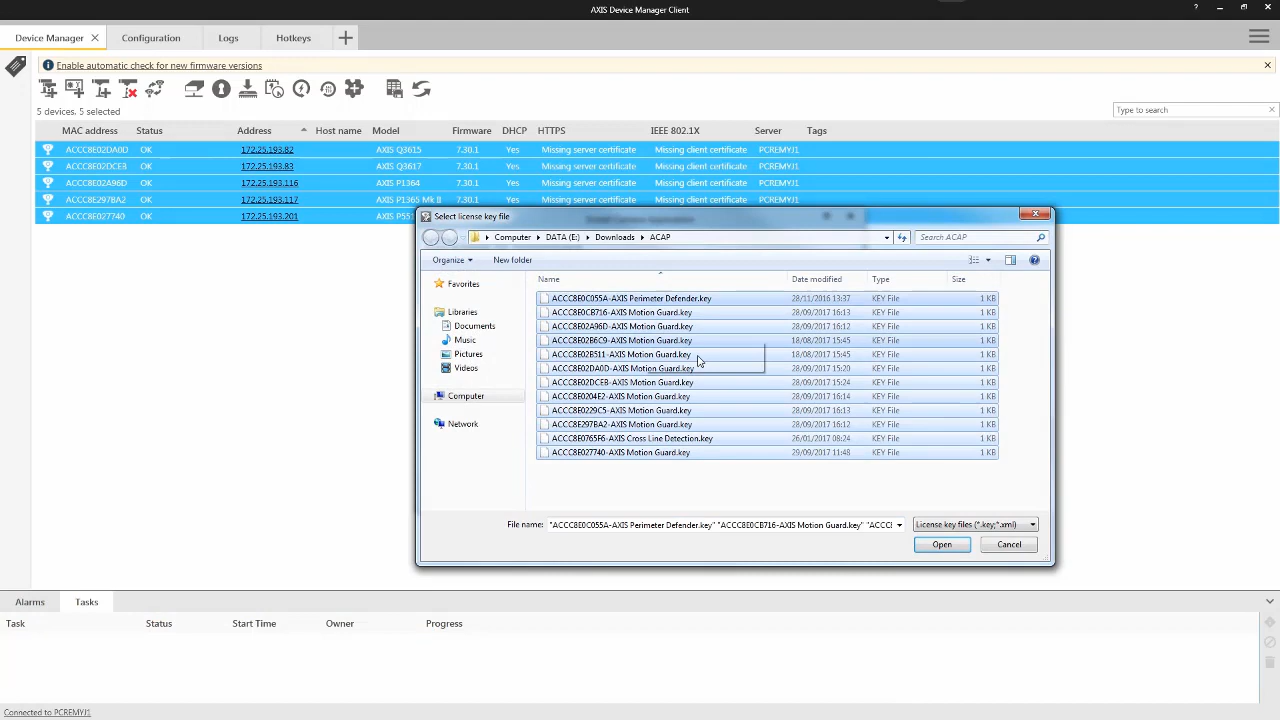 AXIS Device Manager Client
Device Manager Configuration Logs Hotkeys
Enable automatic check for new firmware versions
5 devices, 5 selected
Type to search
MAC address Status Address Host name Model Firmware DHCP HTTPS IEEE 802.1X Server Tags
ACCC8E02DA0D OK 172.25.193.82 AXIS Q3615 7.30.1 Yes Missing server certificate Missing client certificate PCREMYJ1
ACCC8E02DCEB OK 172.25.193.83 AXIS Q3617 7.30.1 Yes Missing server certificate Missing client certificate PCREMYJ1
ACCC8E02A96D OK 172.25.193.116 AXIS P1364 7.30.1 Yes Missing server certificate Missing client certificate PCREMYJ1
ACCC8E297BA2 OK 172.25.193.117 AXIS P1365 Mk II 7.30.1 Yes Missing server certificate Missing client certificate PCREMYJ1
ACCC8E027740 OK 172.25.193.201 AXIS P551
Select license key file
Computer DATA (E:) Downloads ACAP
Search ACAP
Organize New folder
Name Date modified Type Size
Favorites
Libraries
Documents
Music
Pictures
Videos
Computer
Network
ACCC8E0C055A-AXIS Perimeter Defender.key 28/11/2016 13:37 KEY File 1 KB
ACCC8E0CB716-AXIS Motion Guard.key 28/09/2017 16:13 KEY File 1 KB
ACCC8E02A96D-AXIS Motion Guard.key 28/09/2017 16:12 KEY File 1 KB
ACCC8E02B6C9-AXIS Motion Guard.key 18/08/2017 15:45 KEY File 1 KB
ACCC8E02B511-AXIS Motion Guard.key 18/08/2017 15:45 KEY File 1 KB
ACCC8E02DA0D-AXIS Motion Guard.key 28/09/2017 15:20 KEY File 1 KB
ACCC8E02DCEB-AXIS Motion Guard.key 28/09/2017 15:24 KEY File 1 KB
ACCC8E0204E2-AXIS Motion Guard.key 28/09/2017 16:14 KEY File 1 KB
ACCC8E0229C5-AXIS Motion Guard.key 28/09/2017 16:13 KEY File 1 KB
ACCC8E297BA2-AXIS Motion Guard.key 28/09/2017 16:12 KEY File 1 KB
ACCC8E0765F6-AXIS Cross Line Detection.key 26/01/2017 08:24 KEY File 1 KB
ACCC8E027740-AXIS Motion Guard.key 29/09/2017 11:48 KEY File 1 KB
File name: "ACCC8E0C055A-AXIS Perimeter Defender.key" "ACCC8E0CB716-AXIS Motion Guard.key" "ACCC
License key files (*.key;*.xml)
Open Cancel
Alarms Tasks
Task Status Start Time Owner Progress
Connected to PCREMYJ1